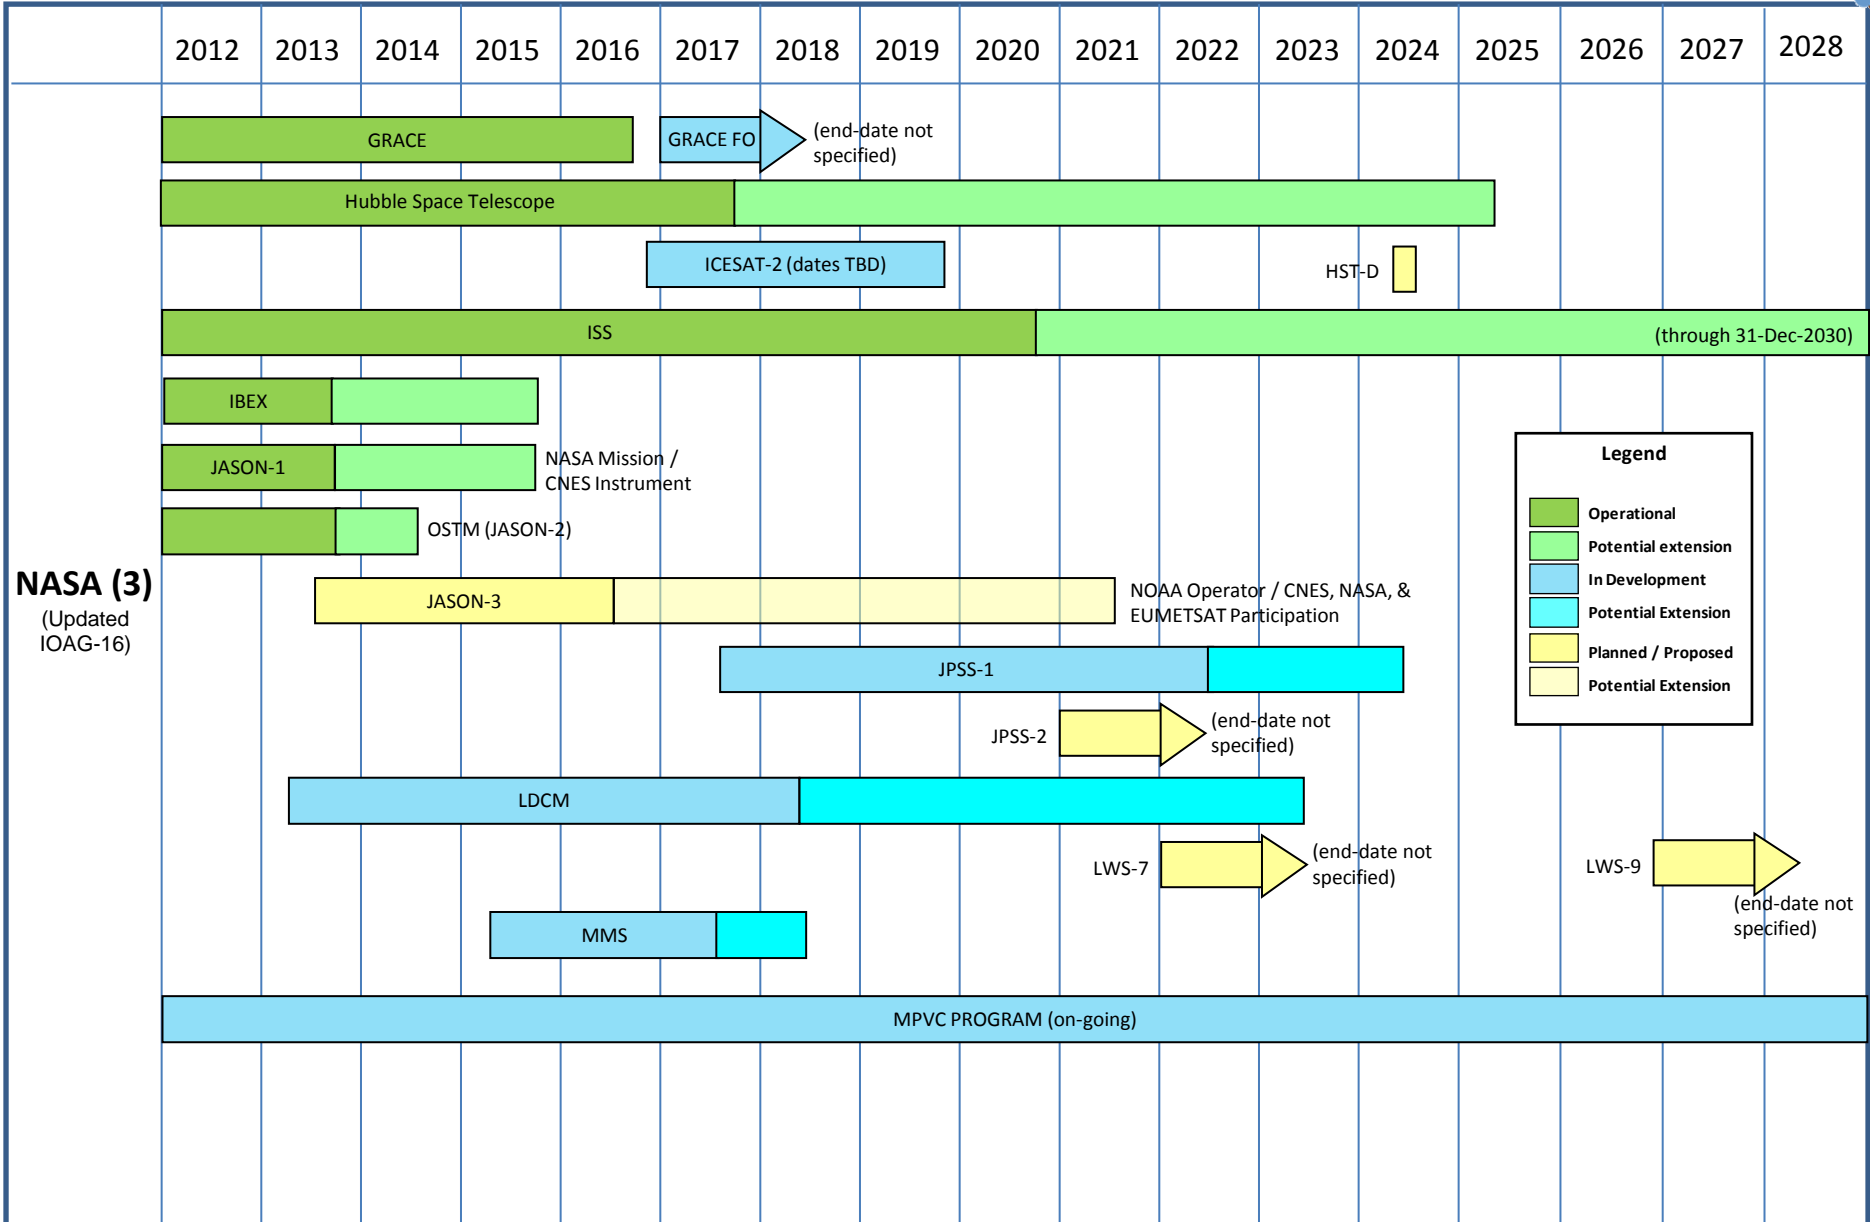 2012 2013 2014 2015 2016 2017 2018 2019 2020 2021 2022 2023 2024 2025 2026 2027 2028
GRACE
GRACE FO
(end-date not
specified)
Hubble Space Telescope
ICESAT-2 (dates TBD)
HST-D
ISS
(through 31-Dec-2030)
IBEX
JASON-1
NASA Mission /
CNES Instrument
OSTM (JASON-2)
NASA (3)
(Updated
IOAG-16)
JASON-3
NOAA Operator / CNES, NASA, &
EUMETSAT Participation
JPSS-1
JPSS-2
(end-date not
specified)
LDCM
LWS-7
(end-date not
specified)
LWS-9
(end-date not
specified)
MMS
MPVC PROGRAM (on-going)
Legend
Operational
Potential extension
In Development
Potential Extension
Planned / Proposed
Potential Extension